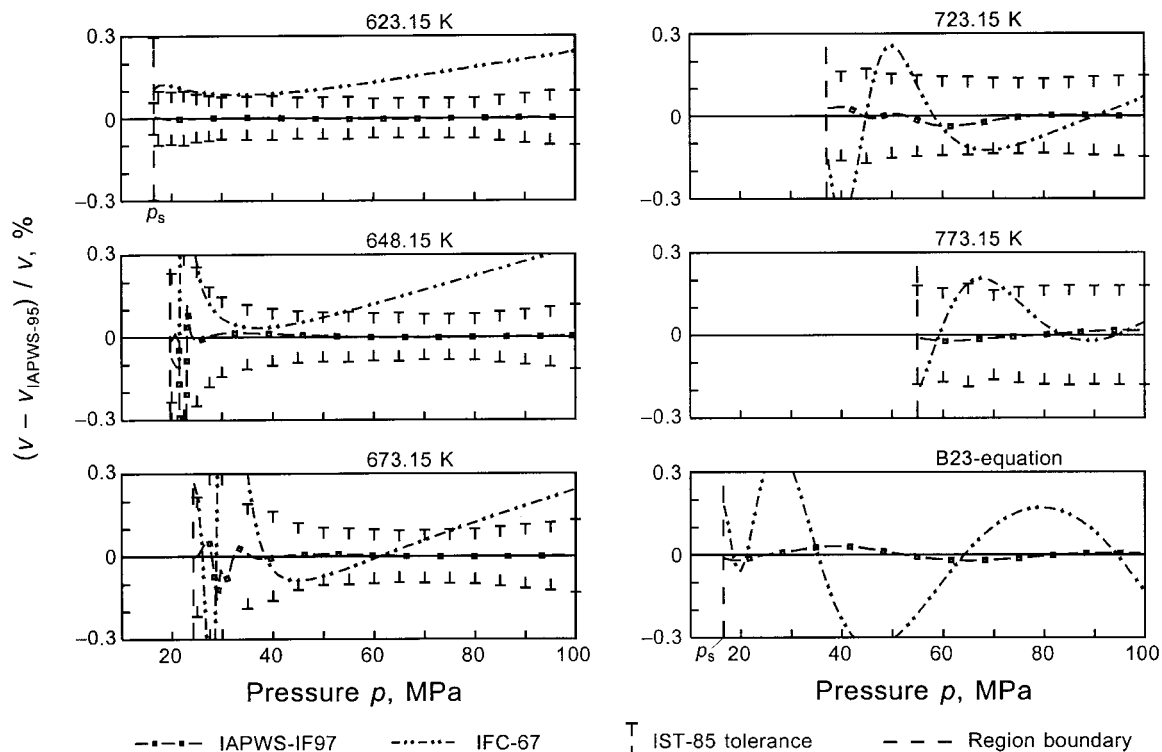 (v – v_IAPWS-95) / v, %
623.15 K
0.3
0
–0.3
p_s
648.15 K
0.3
0
–0.3
673.15 K
0.3
0
–0.3
20 40 60 80 100
Pressure p, MPa
723.15 K
0.3
0
–0.3
773.15 K
0.3
0
–0.3
B23-equation
0.3
0
–0.3
p_s 20 40 60 80 100
Pressure p, MPa
IAPWS-IF97 IFC-67 IST-85 tolerance Region boundary